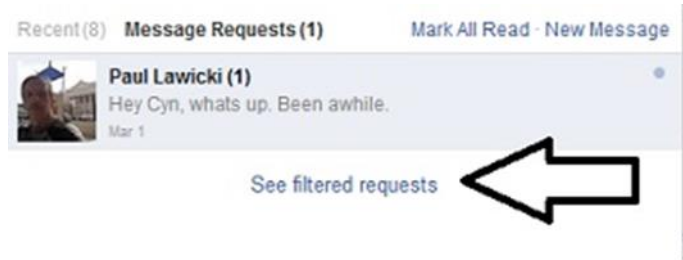 Recent (8) Message Requests (1) Mark All Read · New Message
Paul Lawicki (1)
Hey Cyn, whats up. Been awhile.
Mar 1
See filtered requests